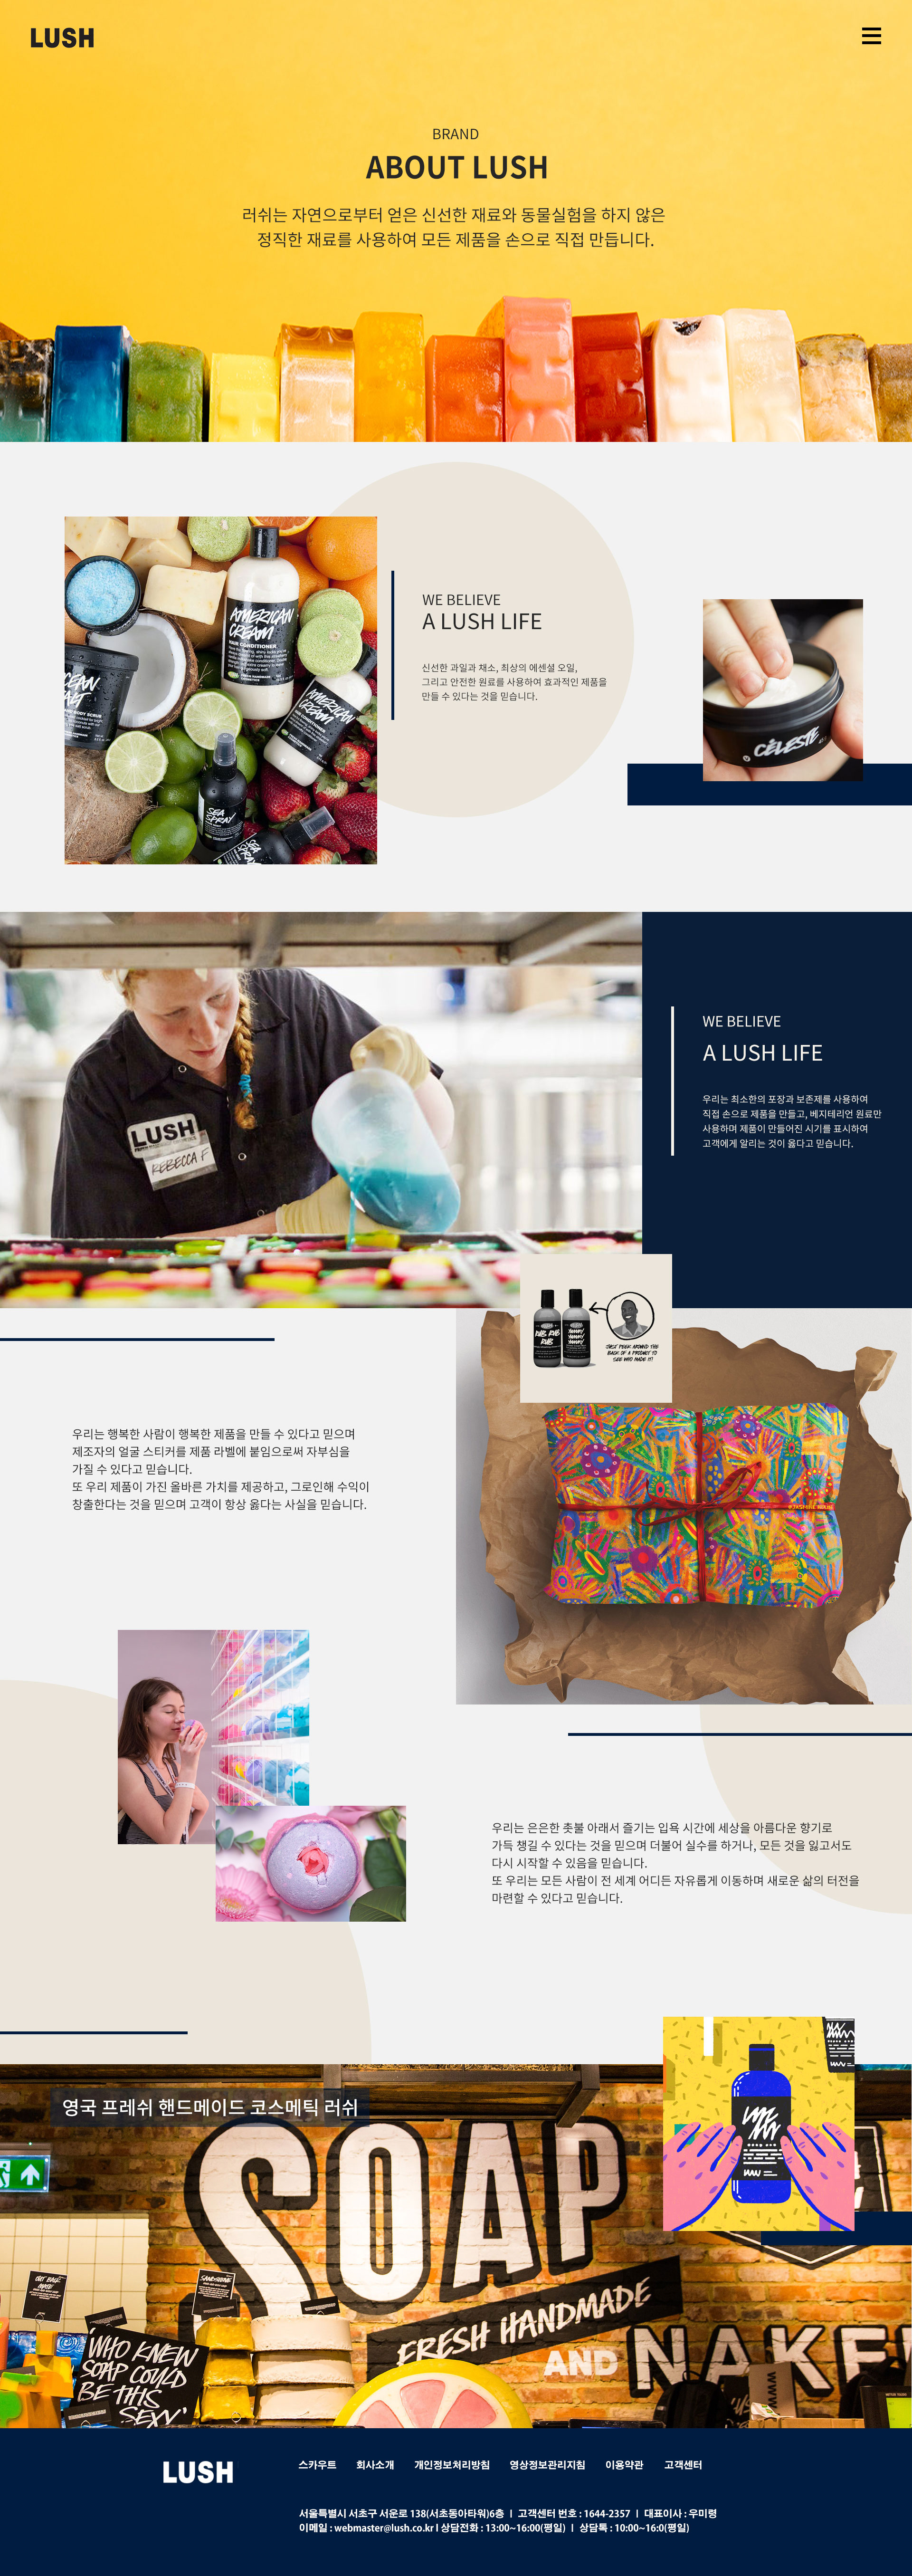 LUSH
BRAND
ABOUT LUSH
러쉬는 자연으로부터 얻은 신선한 재료와 동물실험을 하지 않은
정직한 재료를 사용하여 모든 제품을 손으로 직접 만듭니다.
AMERICAN
CREAM
HAIR CONDITIONER
AMERICAN
CREAM
SEA
SPRAY
WE BELIEVE
A LUSH LIFE
신선한 과일과 채소, 최상의 에센셜 오일,
그리고 안전한 원료를 사용하여 효과적인 제품을
만들 수 있다는 것을 믿습니다.
CÉLESTE
LUSH
REBECCA F
WE BELIEVE
A LUSH LIFE
우리는 최소한의 포장과 보존제를 사용하여
직접 손으로 제품을 만들고, 베지테리언 원료만
사용하며 제품이 만들어진 시기를 표시하여
고객에게 알리는 것이 옳다고 믿습니다.
RUB RUB
RUB
JUST PEEK AROUND THE
BACK OF A PRODUCT TO
SEE WHO MADE IT!
우리는 행복한 사람이 행복한 제품을 만들 수 있다고 믿으며
제조자의 얼굴 스티커를 제품 라벨에 붙임으로써 자부심을
가질 수 있다고 믿습니다.
또 우리 제품이 가진 올바른 가치를 제공하고, 그로인해 수익이
창출한다는 것을 믿으며 고객이 항상 옳다는 사실을 믿습니다.
우리는 은은한 촛불 아래서 즐기는 입욕 시간에 세상을 아름다운 향기로
가득 챙길 수 있다는 것을 믿으며 더불어 실수를 하거나, 모든 것을 잃고서도
다시 시작할 수 있음을 믿습니다.
또 우리는 모든 사람이 전 세계 어디든 자유롭게 이동하며 새로운 삶의 터전을
마련할 수 있다고 믿습니다.
영국 프레쉬 핸드메이드 코스메틱 러쉬
SOAP
FRESH HANDMADE
AND NAKE
WHO KNEW
SOAP COULD
BE THIS
SEXY'
LUSH
스카우트 회사소개 개인정보처리방침 영상정보관리지침 이용약관 고객센터
서울특별시 서초구 서운로 138(서초동아타워)6층 I 고객센터 번호 : 1644-2357 I 대표이사 : 우미령
이메일 : webmaster@lush.co.kr I 상담전화 : 13:00~16:00(평일) I 상담톡 : 10:00~16:0(평일)